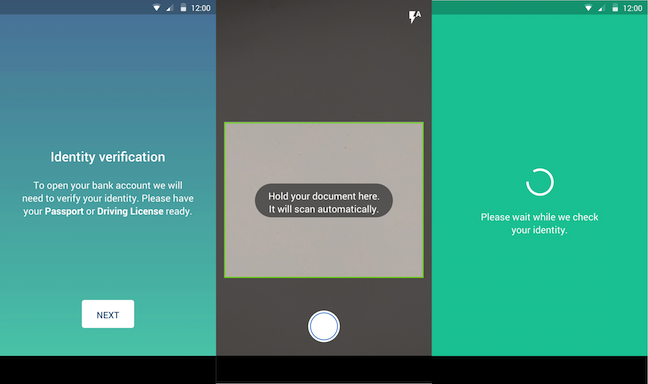 12:00
Identity verification
To open your bank account we will
need to verify your identity. Please have
your Passport or Driving License ready.
NEXT
A
Hold your document here.
It will scan automatically.
12:00
Please wait while we check
your identity.